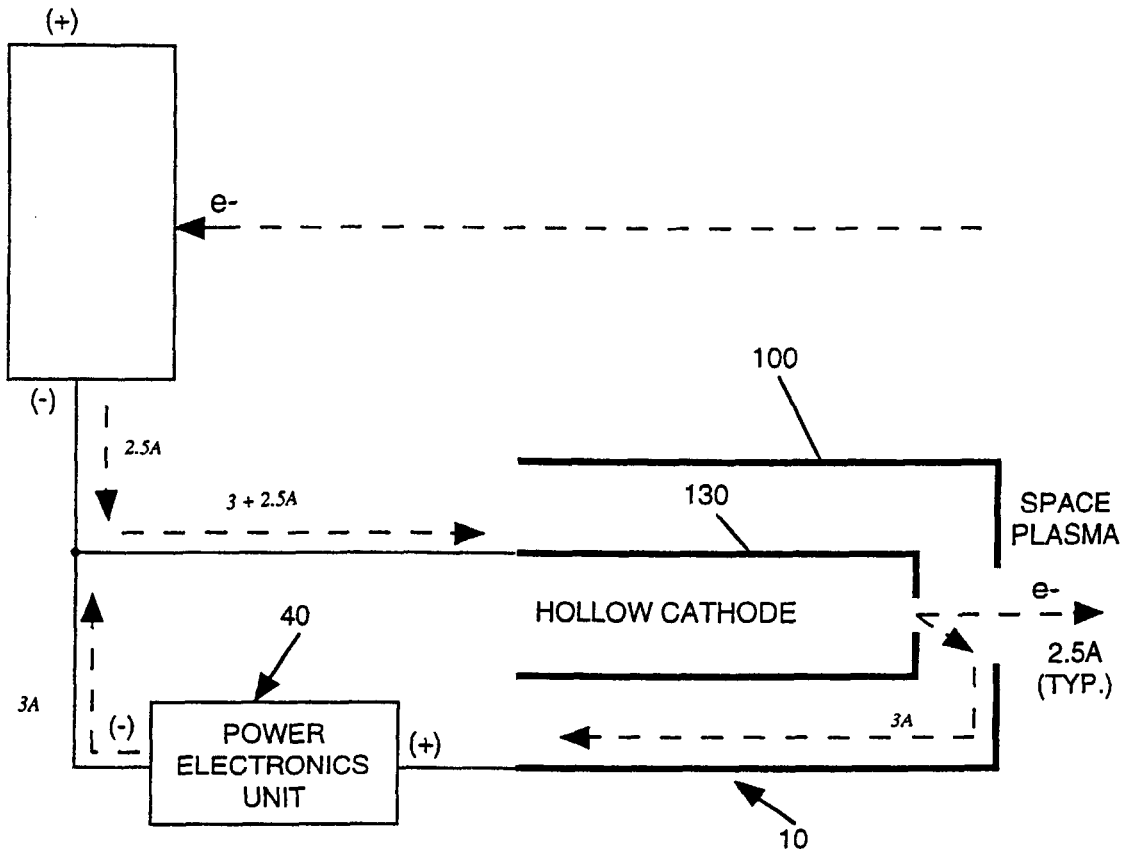 (+)
e-
(-)
2.5A
3 + 2.5A
100
130
SPACE
PLASMA
HOLLOW CATHODE
e-
2.5A
(TYP.)
40
3A
3A
(-)
POWER
ELECTRONICS
UNIT
(+)
10